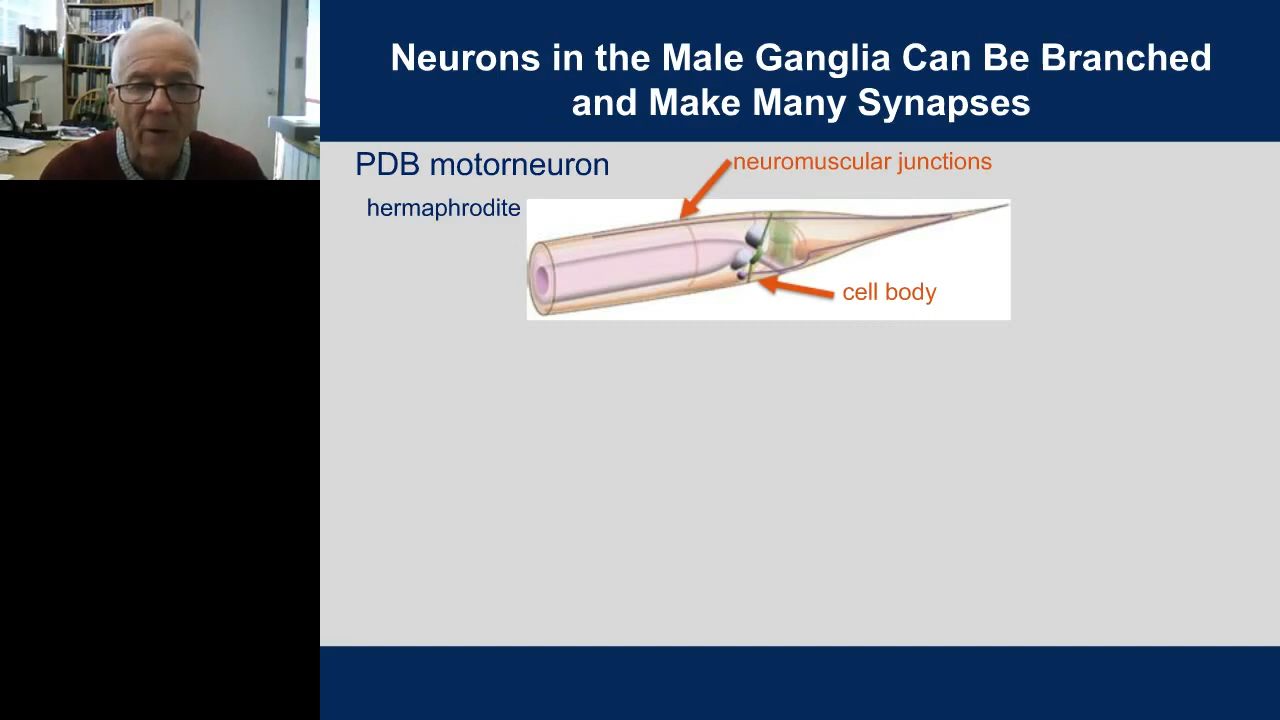 Neurons in the Male Ganglia Can Be Branched
and Make Many Synapses
PDB motorneuron
neuromuscular junctions
hermaphrodite
cell body